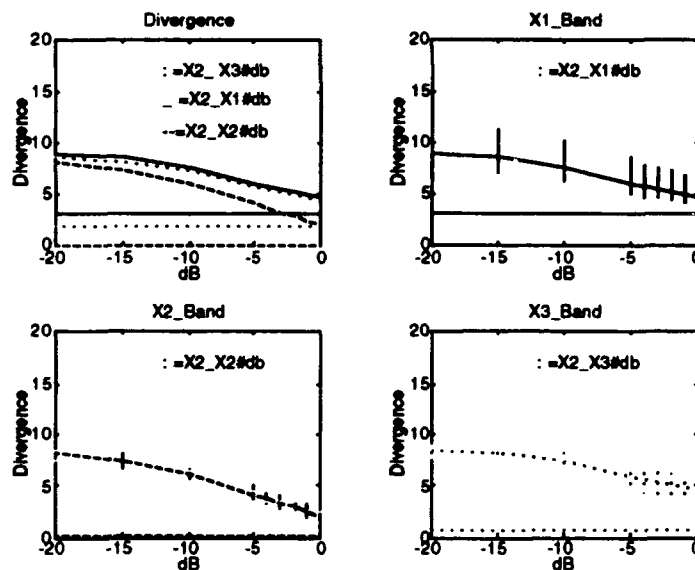 Divergence
: =X2_ X3#db
_ =X2_X1#db
---=X2_X2#db
Divergence
20
15
10
5
0
-20
-15
-10
-5
0
dB
X1_Band
: =X2_X1#db
Divergence
20
15
10
5
0
-20
-15
-10
-5
0
dB
X2_Band
: =X2_X2#db
Divergence
20
15
10
5
0
-20
-15
-10
-5
0
dB
X3_Band
: =X2_X3#db
Divergence
20
15
10
5
0
-20
-15
-10
-5
0
dB